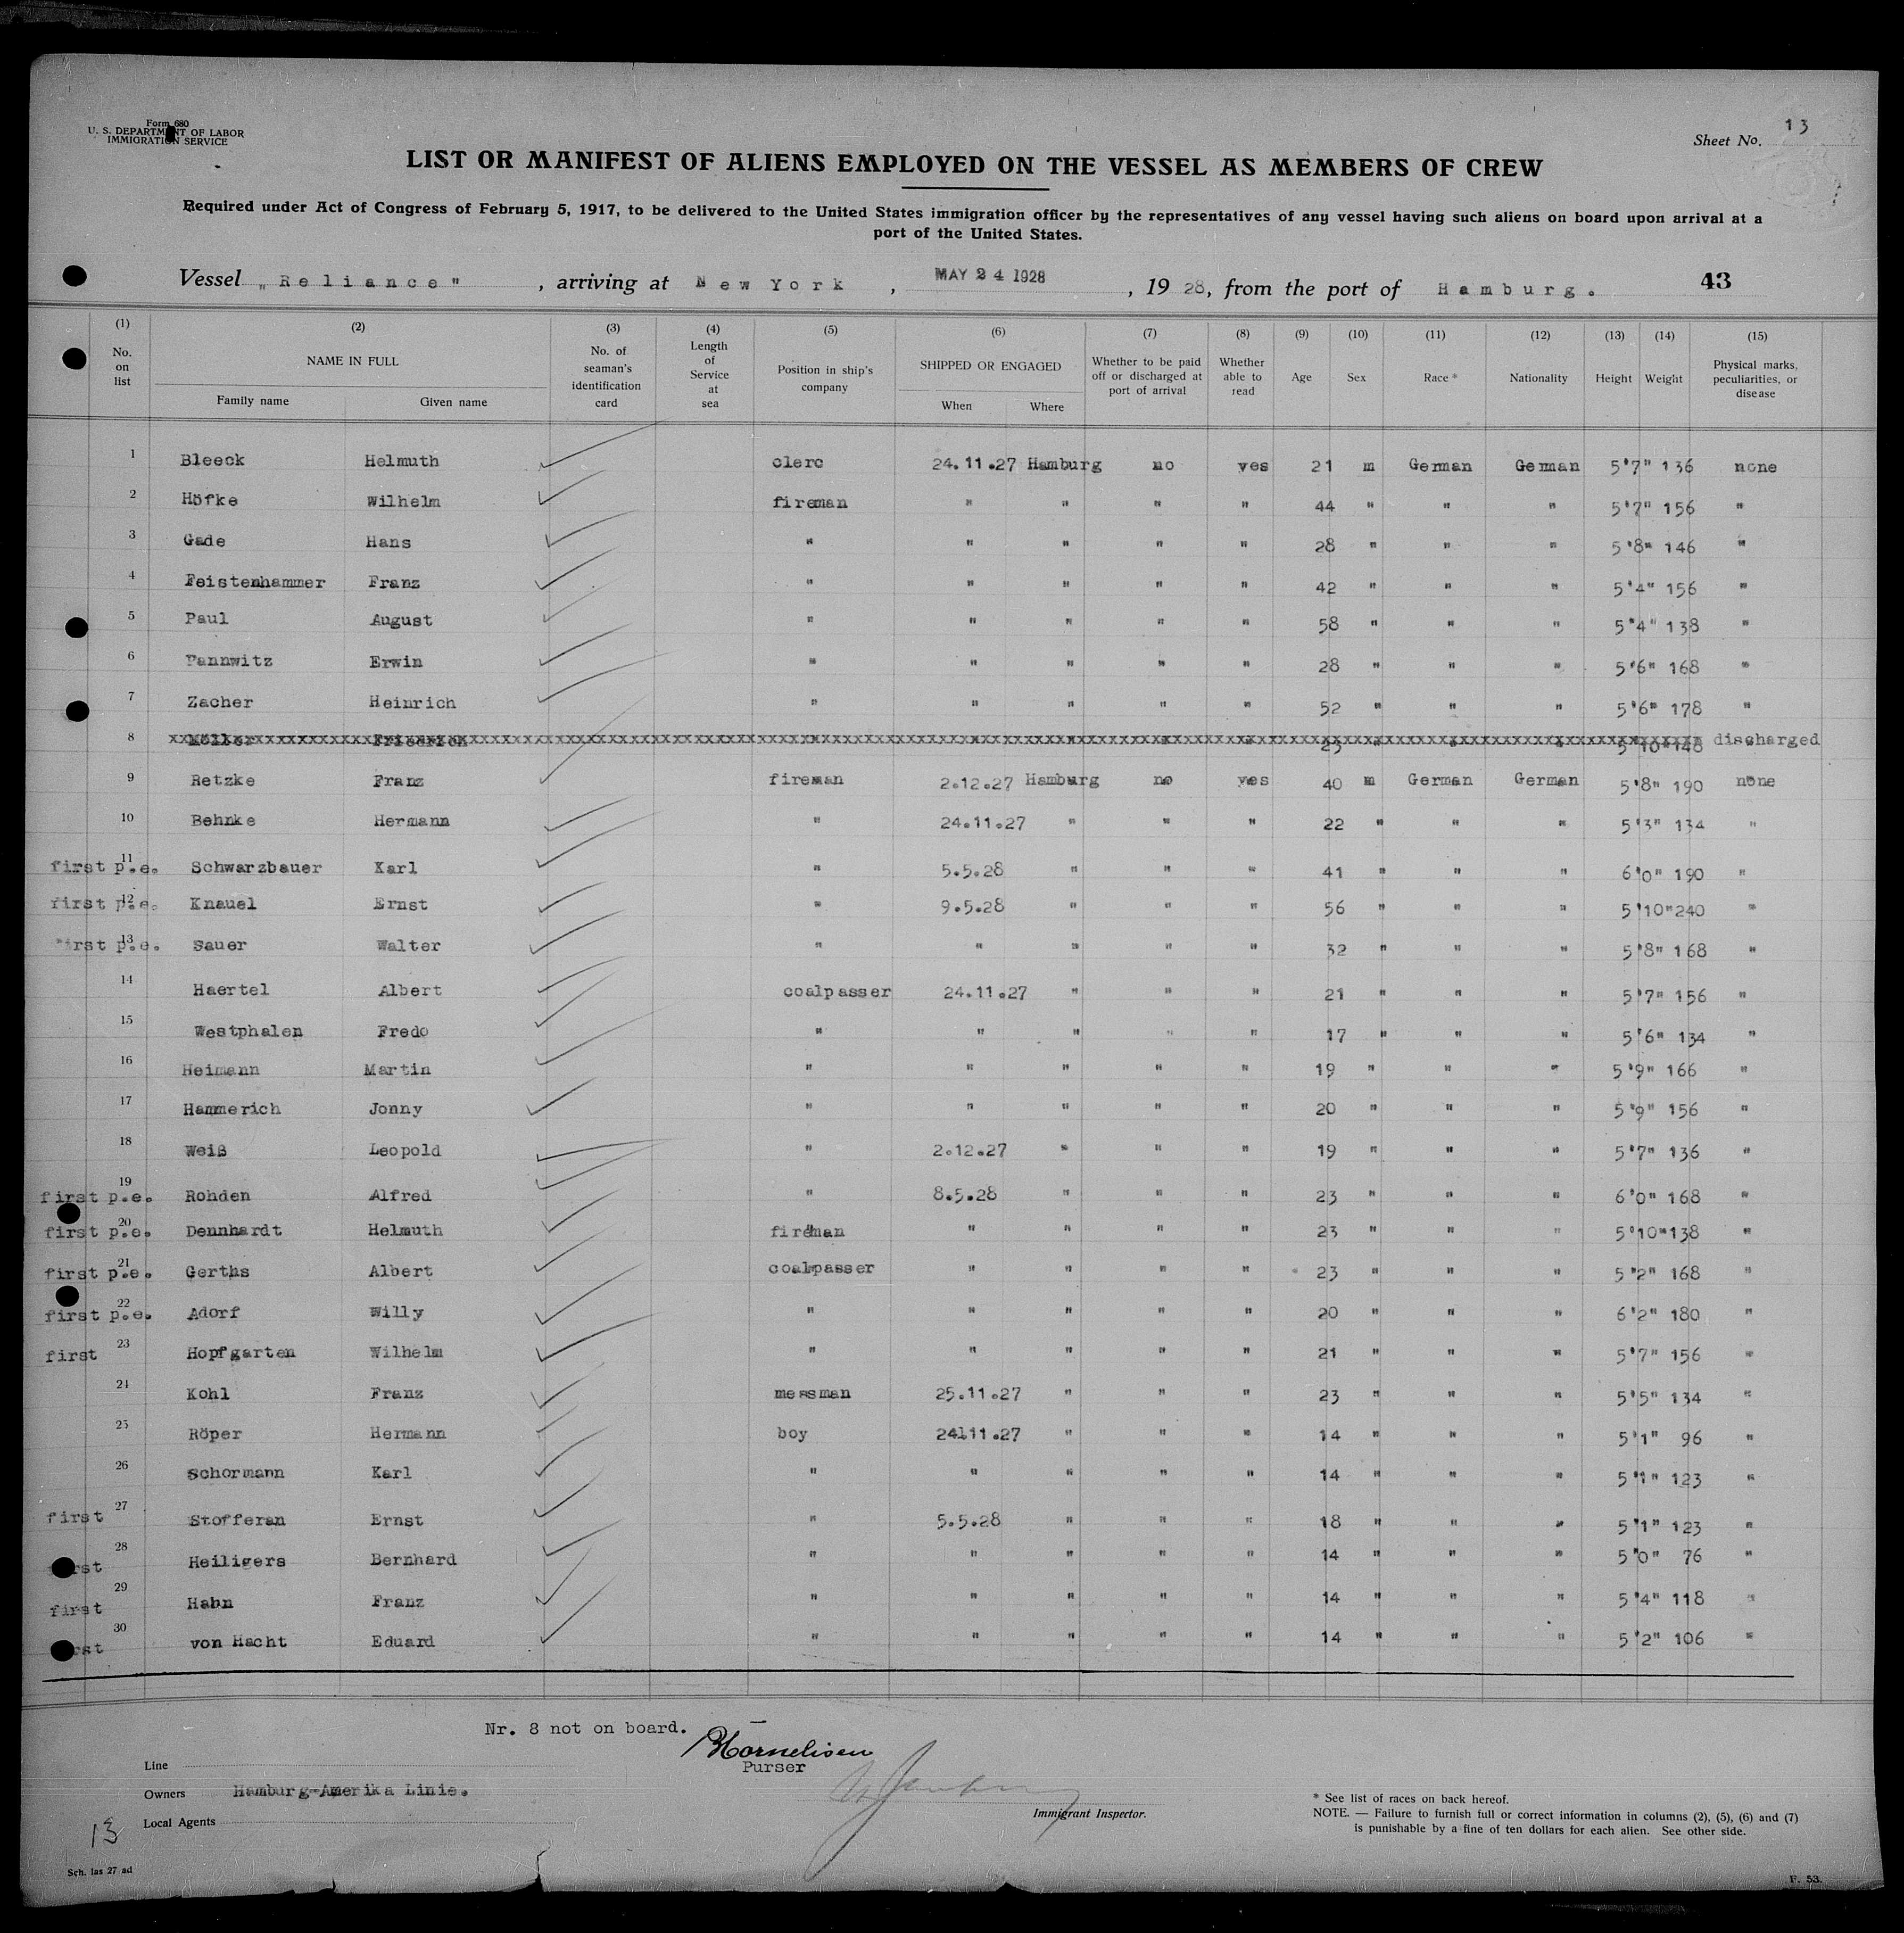 Form 680
U. S. DEPARTMENT OF LABOR
IMMIGRATION SERVICE
Sheet No. 13
LIST OR MANIFEST OF ALIENS EMPLOYED ON THE VESSEL AS MEMBERS OF CREW
Required under Act of Congress of February 5, 1917, to be delivered to the United States immigration officer by the representatives of any vessel having such aliens on board upon arrival at a
port of the United States.
Vessel „Reliance", arriving at New York, MAY 24 1928, 1928, from the port of Hamburg. 43
(1) (2) (3) (4) (5) (6) (7) (8) (9) (10) (11) (12) (13) (14) (15)
No. on list NAME IN FULL Family name Given name No. of seaman's identification card Length of Service at sea Position in ship's company SHIPPED OR ENGAGED When Where Whether to be paid off or discharged at port of arrival Whether able to read Age Sex Race * Nationality Height Weight Physical marks, peculiarities, or disease
1 Bleeck Helmuth clerc 24.11.27 Hamburg no yes 21 m German German 5'7" 136 none
2 Höfke Wilhelm fireman " " " " 44 " " " 5'7" 156 "
3 Gade Hans " " " " " 28 " " " 5'8" 146 "
4 Feistenhammer Franz " " " " " 42 " " " 5'4" 156 "
5 Paul August " " " " " 58 " " " 5'4" 138 "
6 Pannwitz Erwin " " " " " 28 " " " 5'6" 168 "
7 Zacher Heinrich " " " " " 52 " " " 5'6" 178 "
8 Möller Friedrich " " " " " 23 " " " 5'10" 148 discharged
9 Retzke Franz fireman 2.12.27 Hamburg no yes 40 m German German 5'8" 190 none
10 Behnke Hermann " 24.11.27 " " " 22 " " " 5'3" 134 "
first p.e. 11 Schwarzbauer Karl " 5.5.28 " " " 41 " " " 6'0" 190 "
first p.e. 12 Knauel Ernst " 9.5.28 " " " 56 " " " 5'10" 240 "
first p.e. 13 Sauer Walter " " " " " 32 " " " 5'8" 168 "
14 Haertel Albert coalpasser 24.11.27 " " " 21 " " " 5'7" 156 "
15 Westphalen Fredo " " " " " 17 " " " 5'6" 134 "
16 Heimann Martin " " " " " 19 " " " 5'9" 166 "
17 Hammerich Jonny " " " " " 20 " " " 5'9" 156 "
18 Weiß Leopold " 2.12.27 " " " 19 " " " 5'7" 136 "
first p.e. 19 Rohden Alfred " 8.5.28 " " " 23 " " " 6'0" 168 "
first p.e. 20 Dennhardt Helmuth fireman " " " " 23 " " " 5'10" 138 "
first p.e. 21 Gerths Albert coalpasser " " " " 23 " " " 5'2" 168 "
first p.e. 22 Adorf Willy " " " " " 20 " " " 6'2" 180 "
first 23 Hopfgarten Wilhelm " " " " " 21 " " " 5'7" 156 "
24 Kohl Franz messman 25.11.27 " " " 23 " " " 5'5" 134 "
25 Röper Hermann boy 24111.27 " " " 14 " " " 5'1" 96 "
26 Schormann Karl " " " " " 14 " " " 5'1" 123 "
first 27 Stofferan Ernst " 5.5.28 " " " 18 " " " 5'1" 123 "
first 28 Heiligers Bernhard " " " " " 14 " " " 5'0" 76 "
first 29 Hahn Franz " " " " " 14 " " " 5'4" 118 "
first 30 von Hacht Eduard " " " " " 14 " " " 5'2" 106 "
Nr. 8 not on board.
Kornelisen
Purser
Line
Owners Hamburg-Amerika Linie.
Local Agents
Immigrant Inspector.
* See list of races on back hereof.
NOTE. — Failure to furnish full or correct information in columns (2), (5), (6) and (7)
is punishable by a fine of ten dollars for each alien. See other side.
13
Sch. las 27 ad
F. 53.